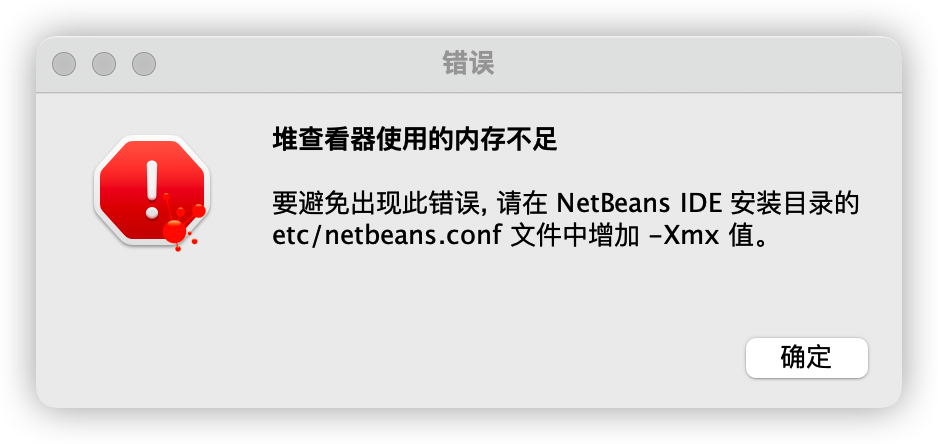 错误
堆查看器使用的内存不足
要避免出现此错误, 请在 NetBeans IDE 安装目录的
etc/netbeans.conf 文件中增加 -Xmx 值。
确定